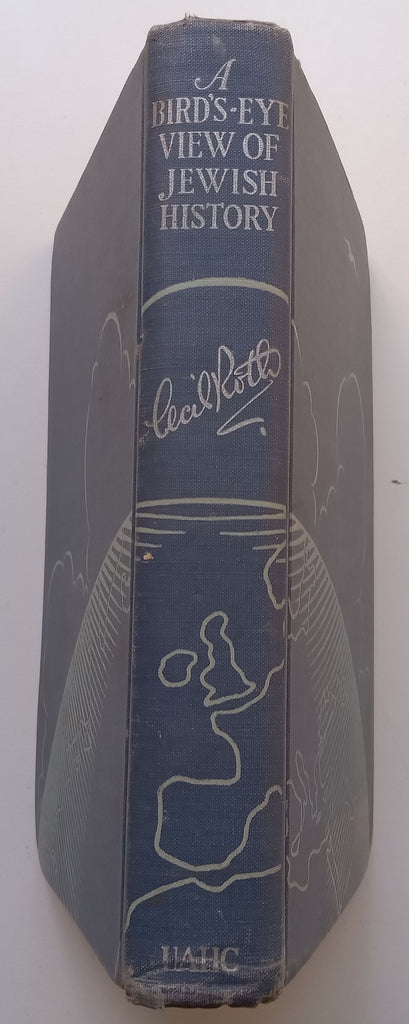 A
BIRD'S-EYE
VIEW OF
JEWISH
HISTORY
Cecil Roth
UAHC